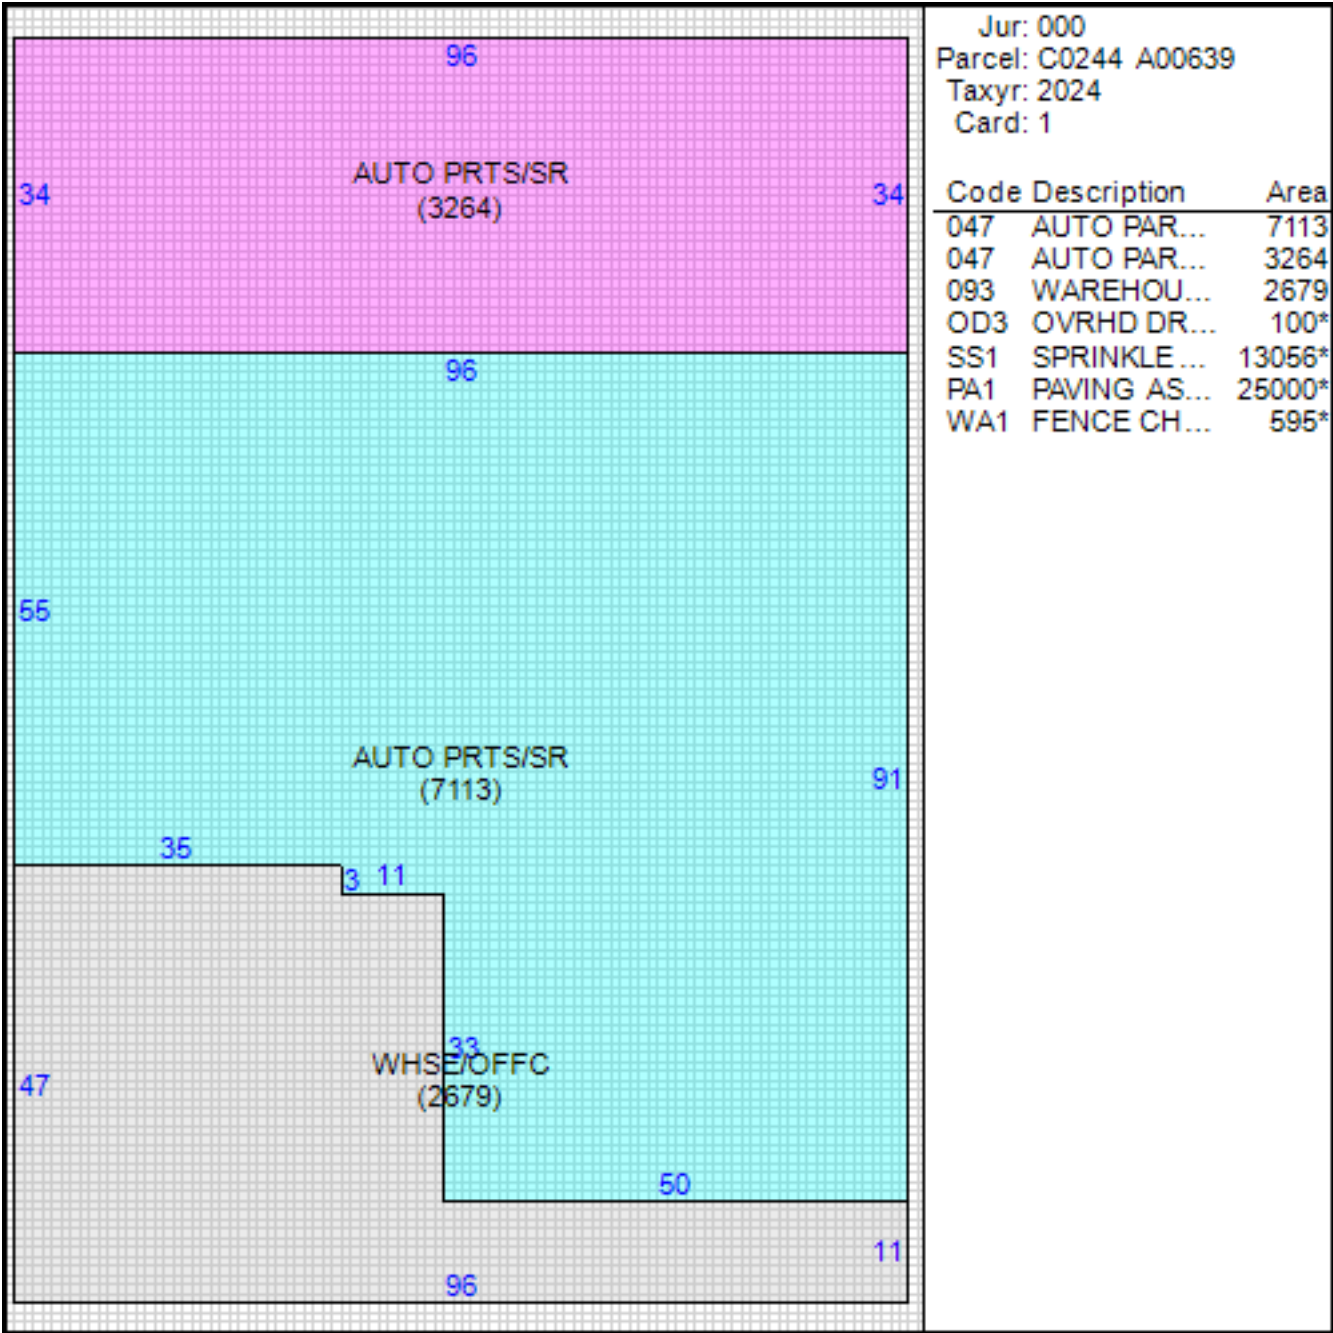 96
AUTO PRTS/SR
(3264)
34
34
96
55
AUTO PRTS/SR
(7113)
91
35
3 11
33
WHSE/OFFC
(2679)
47
50
11
96
Jur: 000
Parcel: C0244 A00639
Taxyr: 2024
Card: 1
Code Description Area
047 AUTO PAR... 7113
047 AUTO PAR... 3264
093 WAREHOU... 2679
OD3 OVRHD DR... 100*
SS1 SPRINKLE... 13056*
PA1 PAVING AS... 25000*
WA1 FENCE CH... 595*